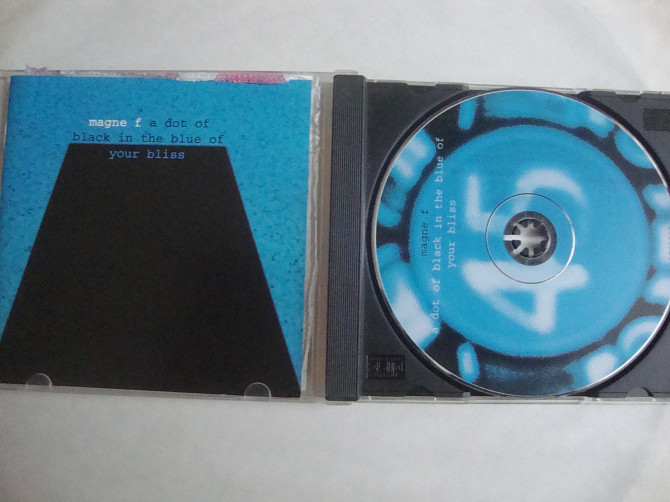 magne f a dot of
black in the blue of
your bliss
magne f
a dot of black in the blue of
your bliss
45